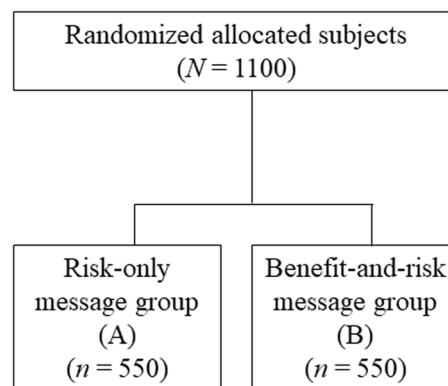 Randomized allocated subjects
(N = 1100)
Risk-only
message group
(A)
(n = 550)
Benefit-and-risk
message group
(B)
(n = 550)